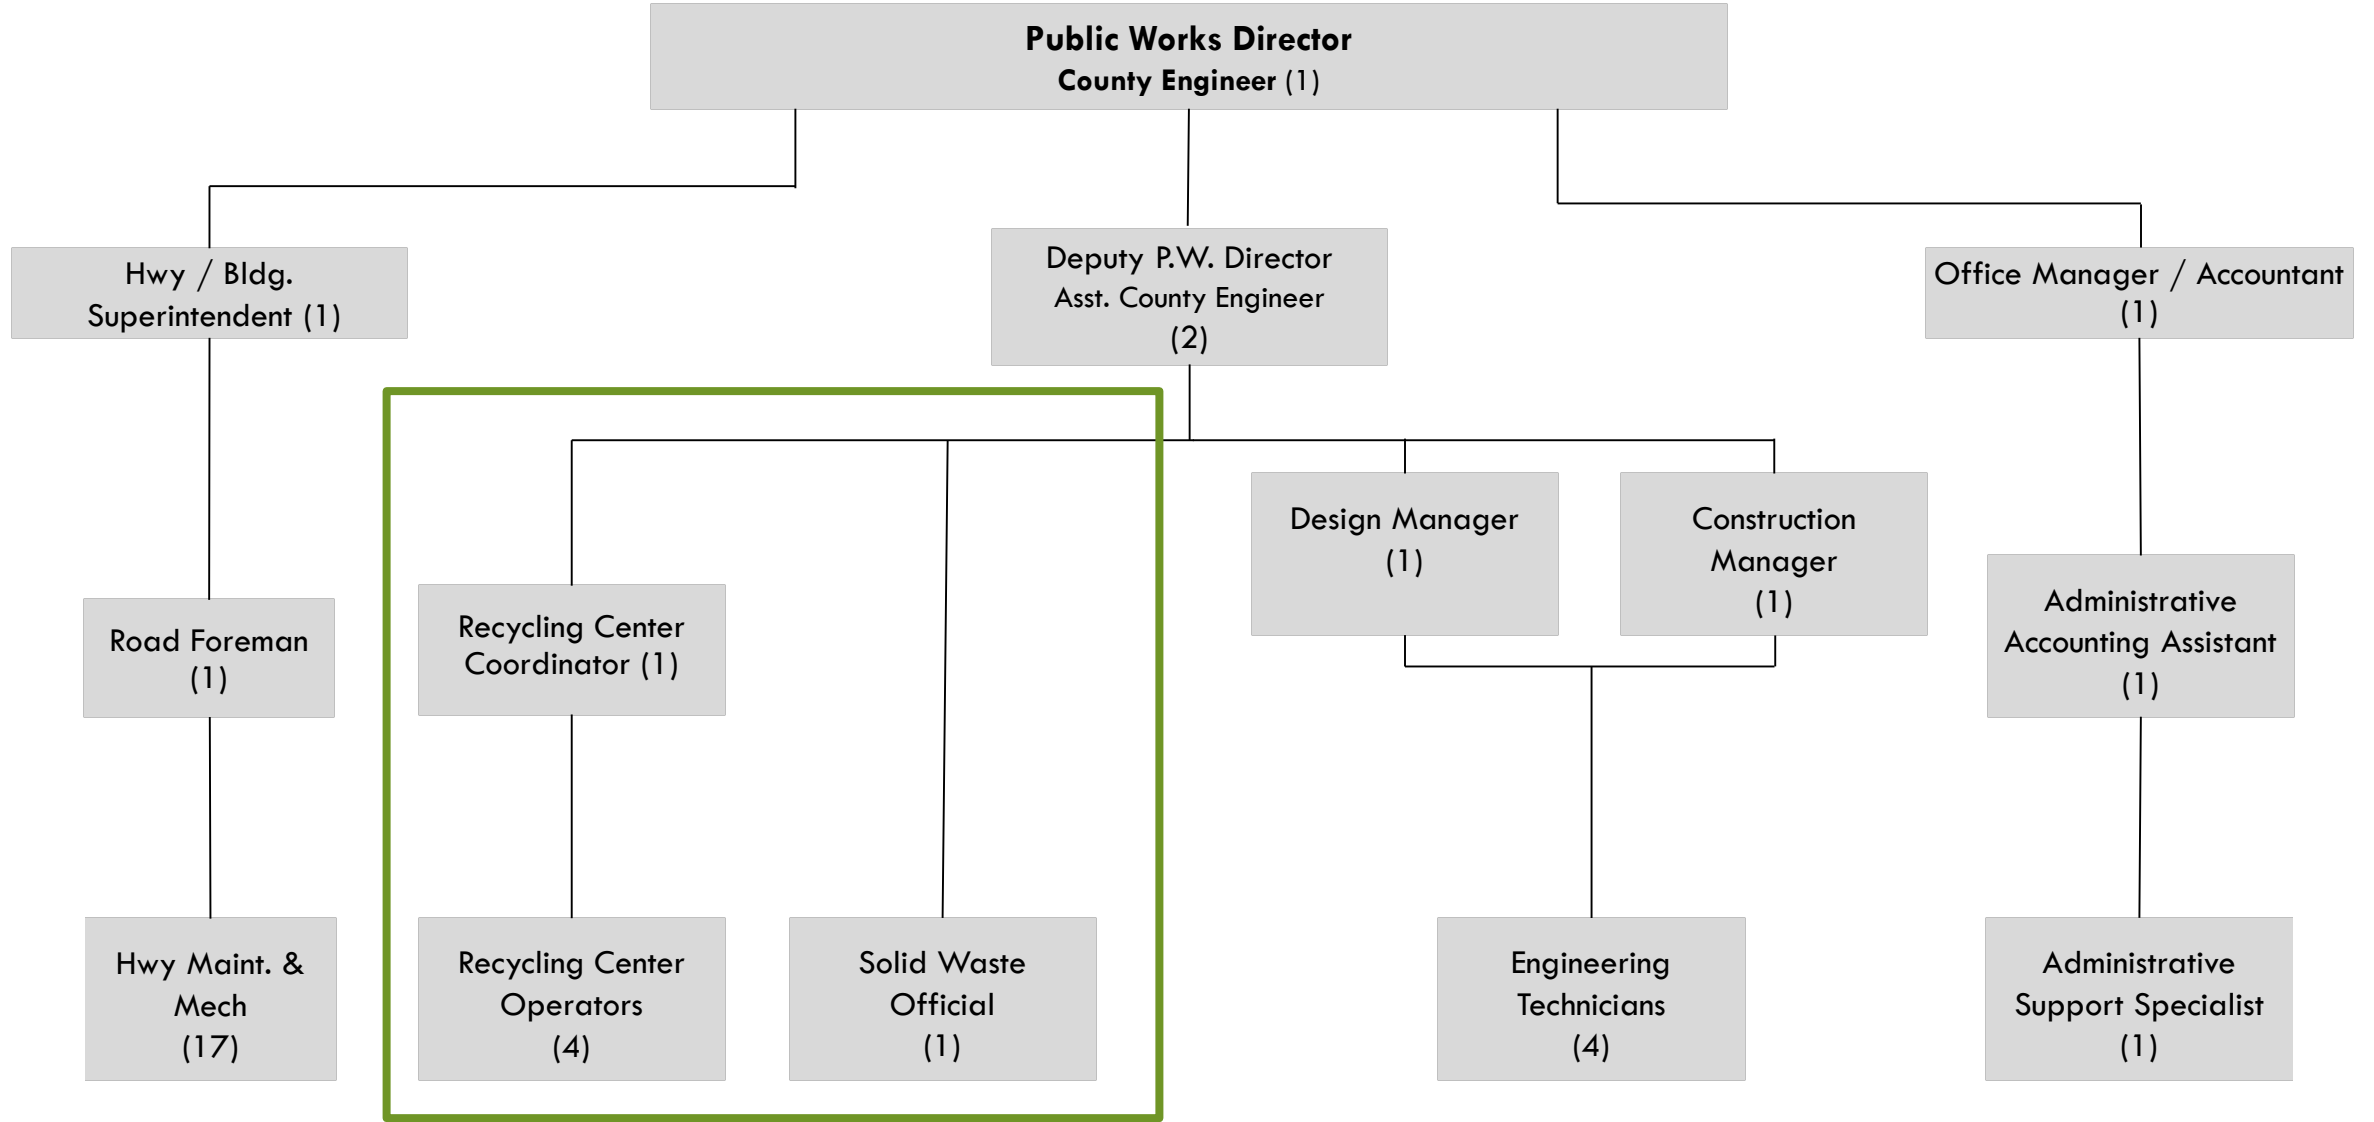 Public Works Director
County Engineer (1)
Hwy / Bldg.
Superintendent (1)
Deputy P.W. Director
Asst. County Engineer
(2)
Office Manager / Accountant
(1)
Design Manager
(1)
Construction
Manager
(1)
Road Foreman
(1)
Recycling Center
Coordinator (1)
Administrative
Accounting Assistant
(1)
Hwy Maint. &
Mech
(17)
Recycling Center
Operators
(4)
Solid Waste
Official
(1)
Engineering
Technicians
(4)
Administrative
Support Specialist
(1)